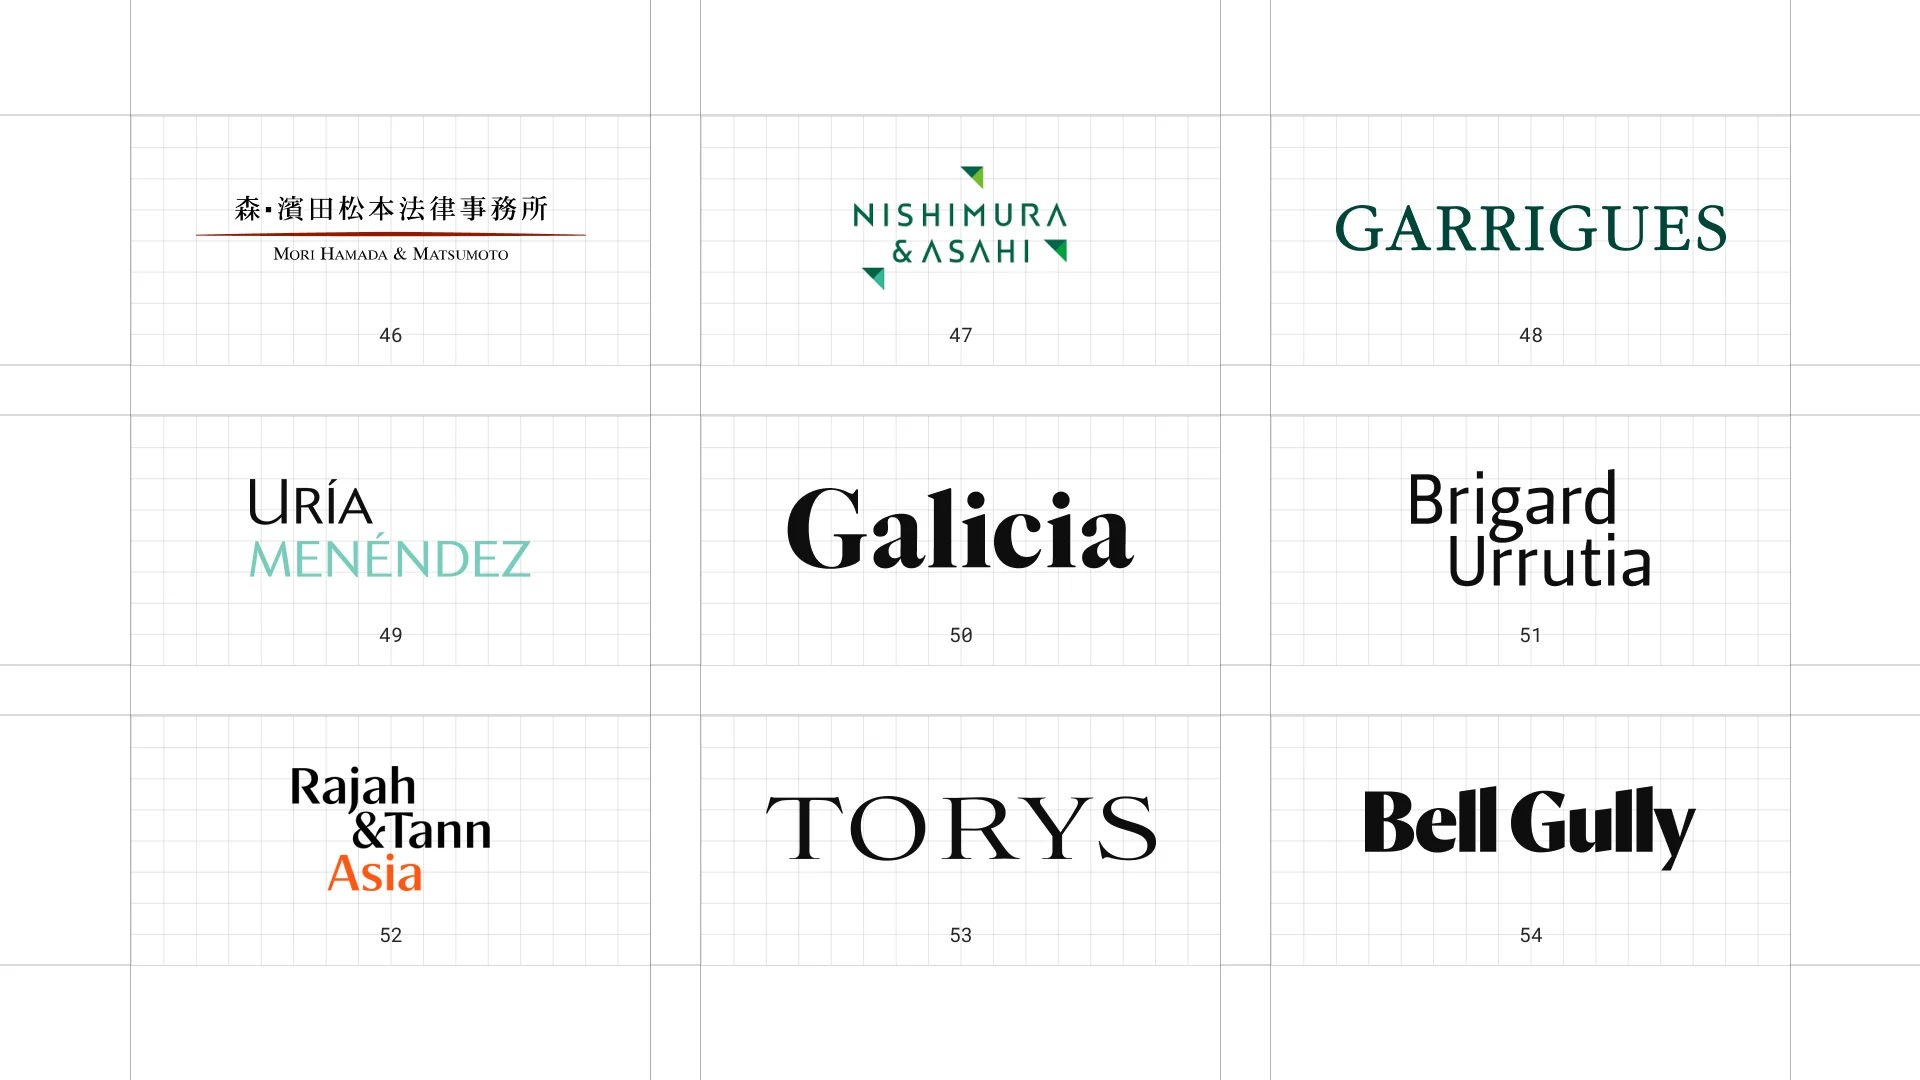 森・濱田松本法律事務所
MORI HAMADA & MATSUMOTO
46
NISHIMURA
& ASAHI
47
GARRIGUES
48
URÍA
MENÉNDEZ
49
Galicia
50
Brigard
Urrutia
51
Rajah
&Tann
Asia
52
TORYS
53
Bell Gully
54